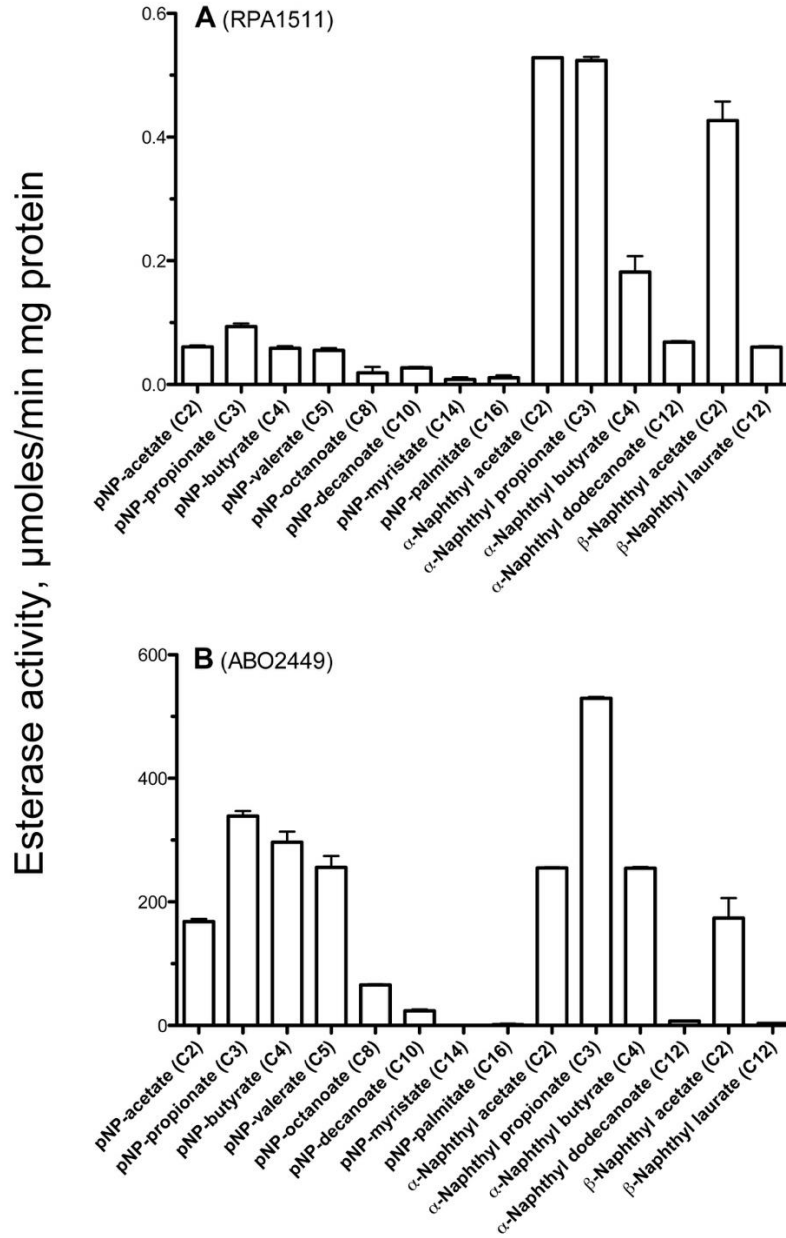 Esterase activity, μmoles/min mg protein
A (RPA1511)
0.6
0.4
0.2
0.0
pNP-acetate (C2)
pNP-propionate (C3)
pNP-butyrate (C4)
pNP-valerate (C5)
pNP-octanoate (C8)
pNP-decanoate (C10)
pNP-myristate (C14)
pNP-palmitate (C16)
α-Naphthyl acetate (C2)
α-Naphthyl propionate (C3)
α-Naphthyl butyrate (C4)
α-Naphthyl dodecanoate (C12)
β-Naphthyl acetate (C2)
β-Naphthyl laurate (C12)
B (ABO2449)
600
400
200
0
pNP-acetate (C2)
pNP-propionate (C3)
pNP-butyrate (C4)
pNP-valerate (C5)
pNP-octanoate (C8)
pNP-decanoate (C10)
pNP-myristate (C14)
pNP-palmitate (C16)
α-Naphthyl acetate (C2)
α-Naphthyl propionate (C3)
α-Naphthyl butyrate (C4)
α-Naphthyl dodecanoate (C12)
β-Naphthyl acetate (C2)
β-Naphthyl laurate (C12)